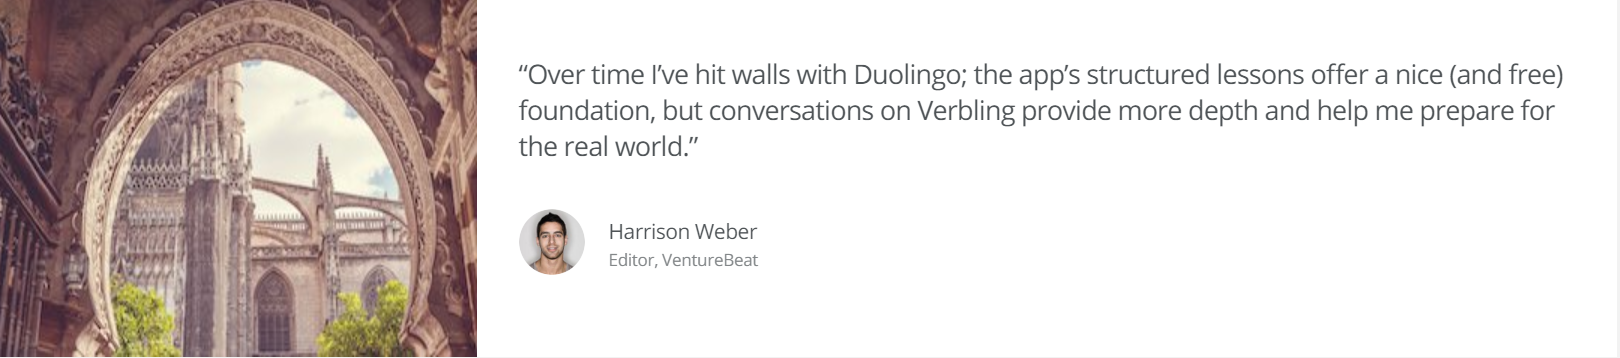 “Over time I’ve hit walls with Duolingo; the app’s structured lessons offer a nice (and free)
foundation, but conversations on Verbling provide more depth and help me prepare for
the real world.”
Harrison Weber
Editor, VentureBeat